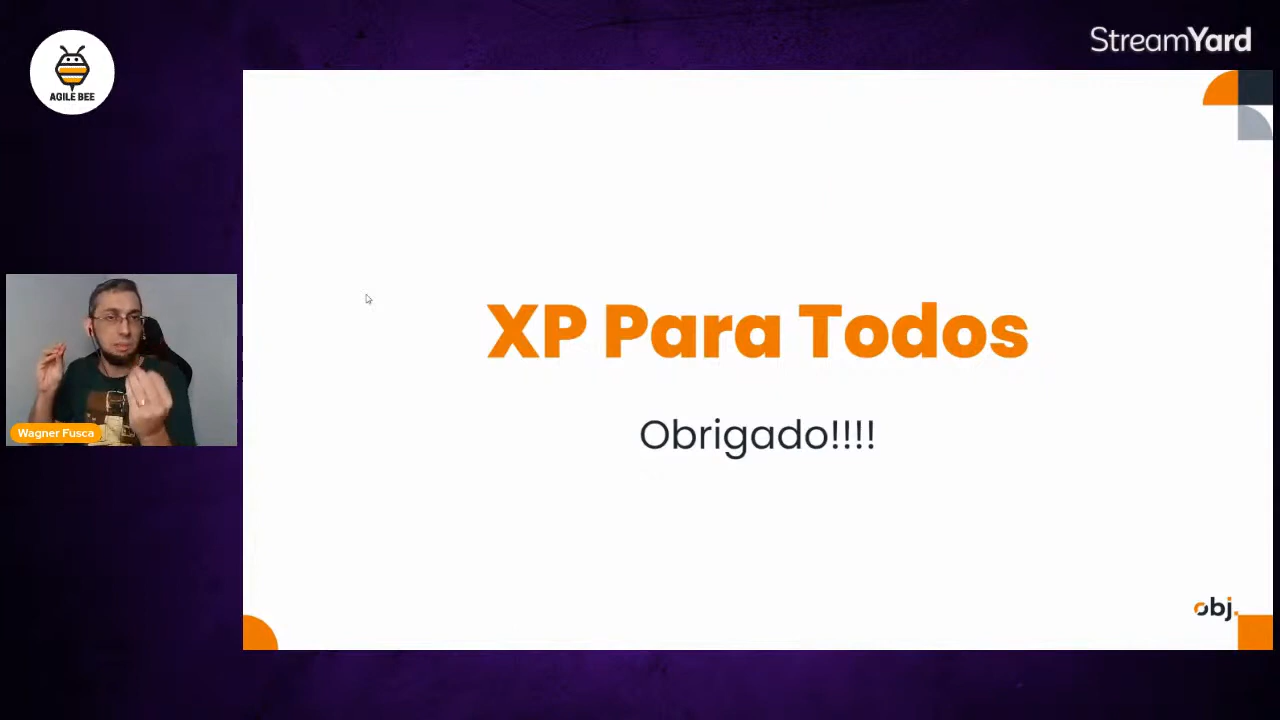 AGILE BEE
StreamYard
XP Para Todos
Obrigado!!!!
Wagner Fusca
obj.